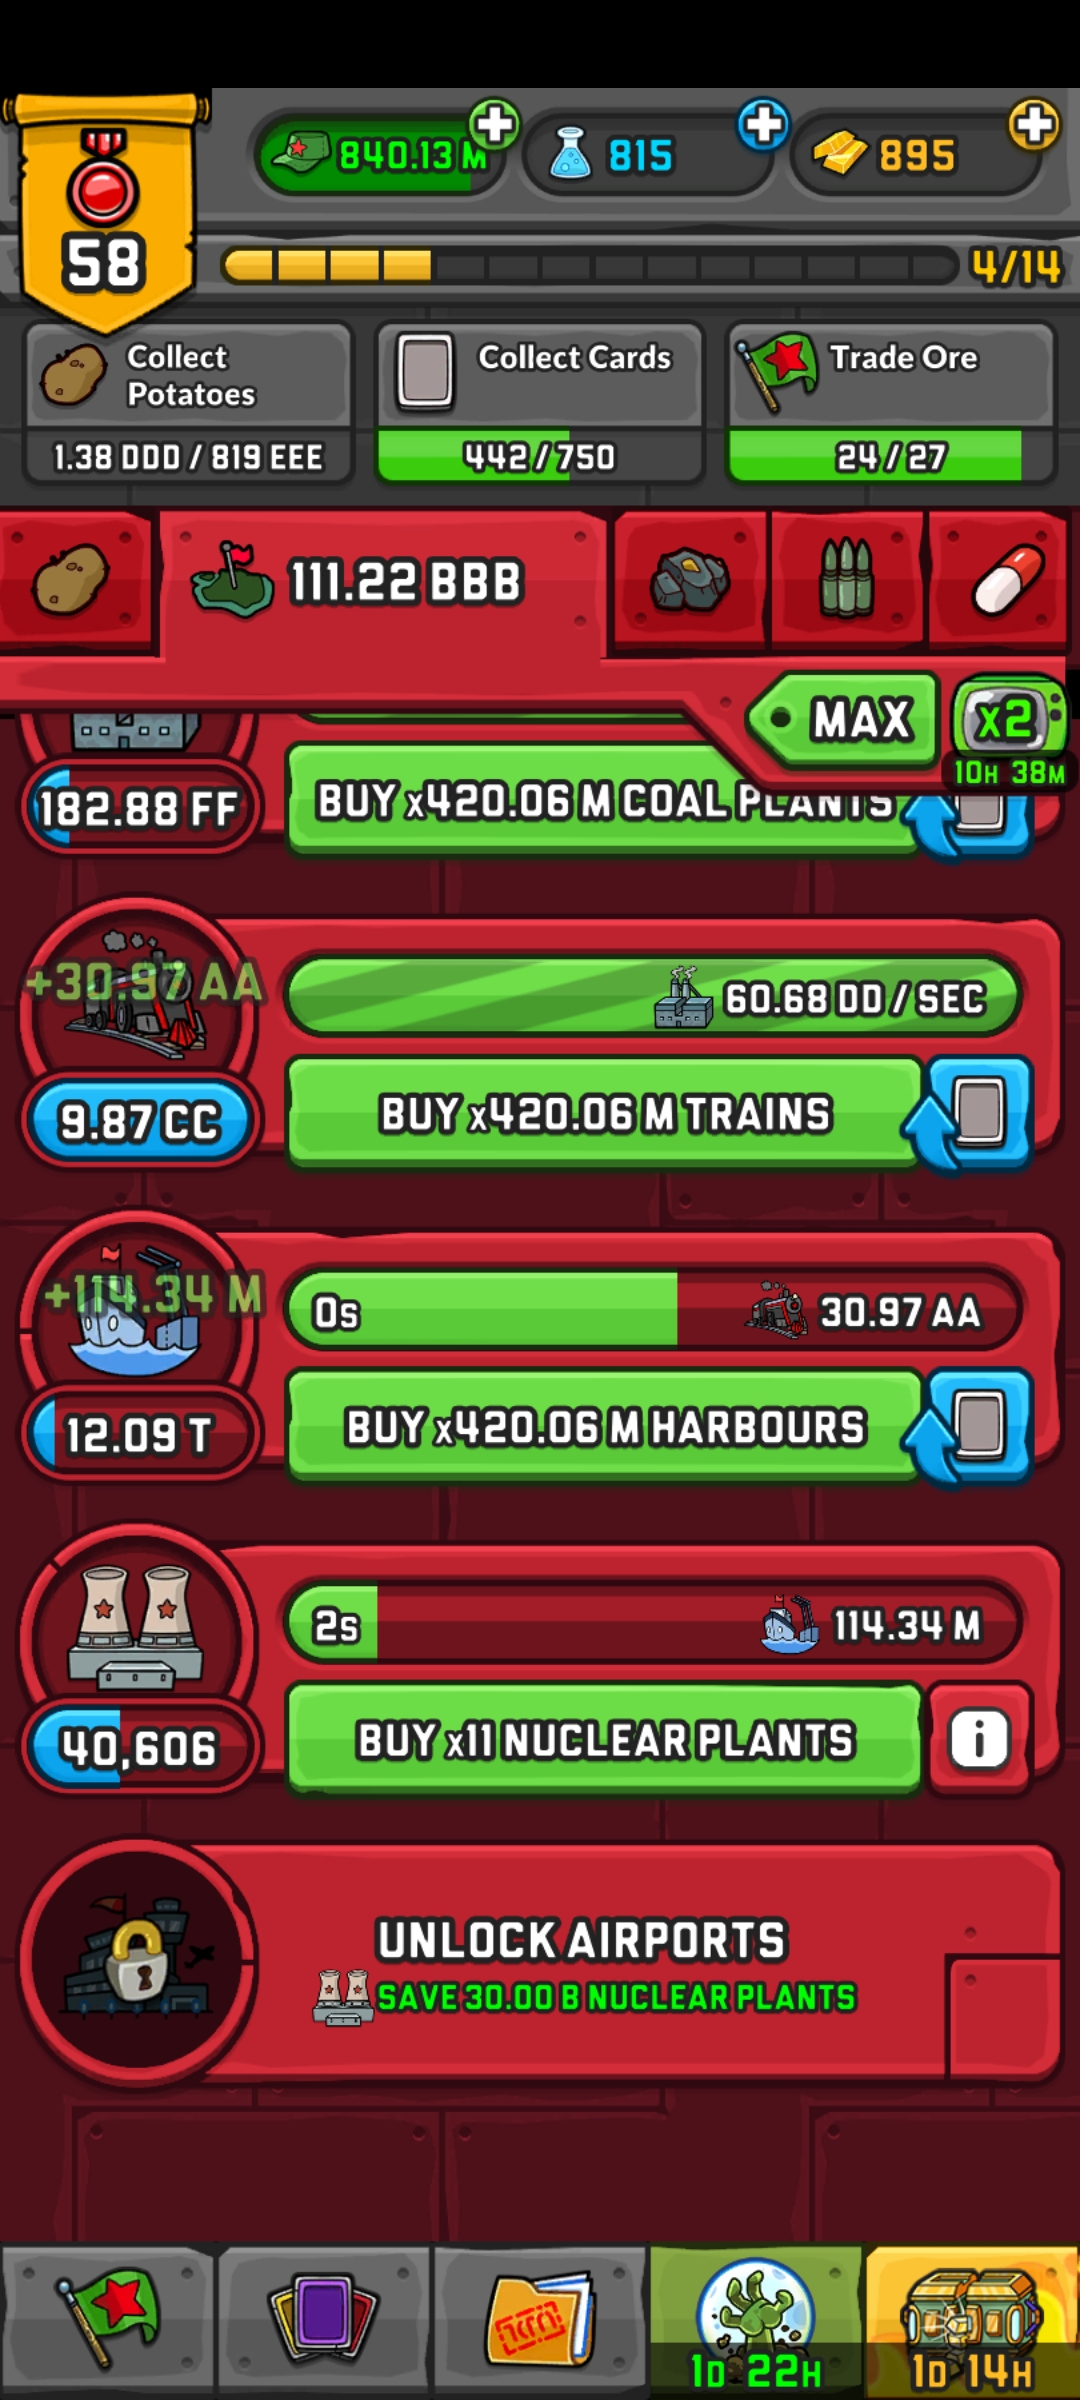 840.13 M
815
895
58
4/14
Collect
Potatoes
Collect Cards
Trade Ore
1.38 DDD / 819 EEE
442 / 750
24 / 27
111.22 BBB
MAX
x2
10H 38M
182.88 FF
BUY x420.06 M COAL PLANTS
+30.97 AA
60.68 DD / SEC
9.87 CC
BUY x420.06 M TRAINS
+114.34 M
0s
30.97 AA
12.09 T
BUY x420.06 M HARBOURS
2s
114.34 M
40,606
BUY x11 NUCLEAR PLANTS
i
UNLOCK AIRPORTS
SAVE 30.00 B NUCLEAR PLANTS
1D 22H
1D 14H